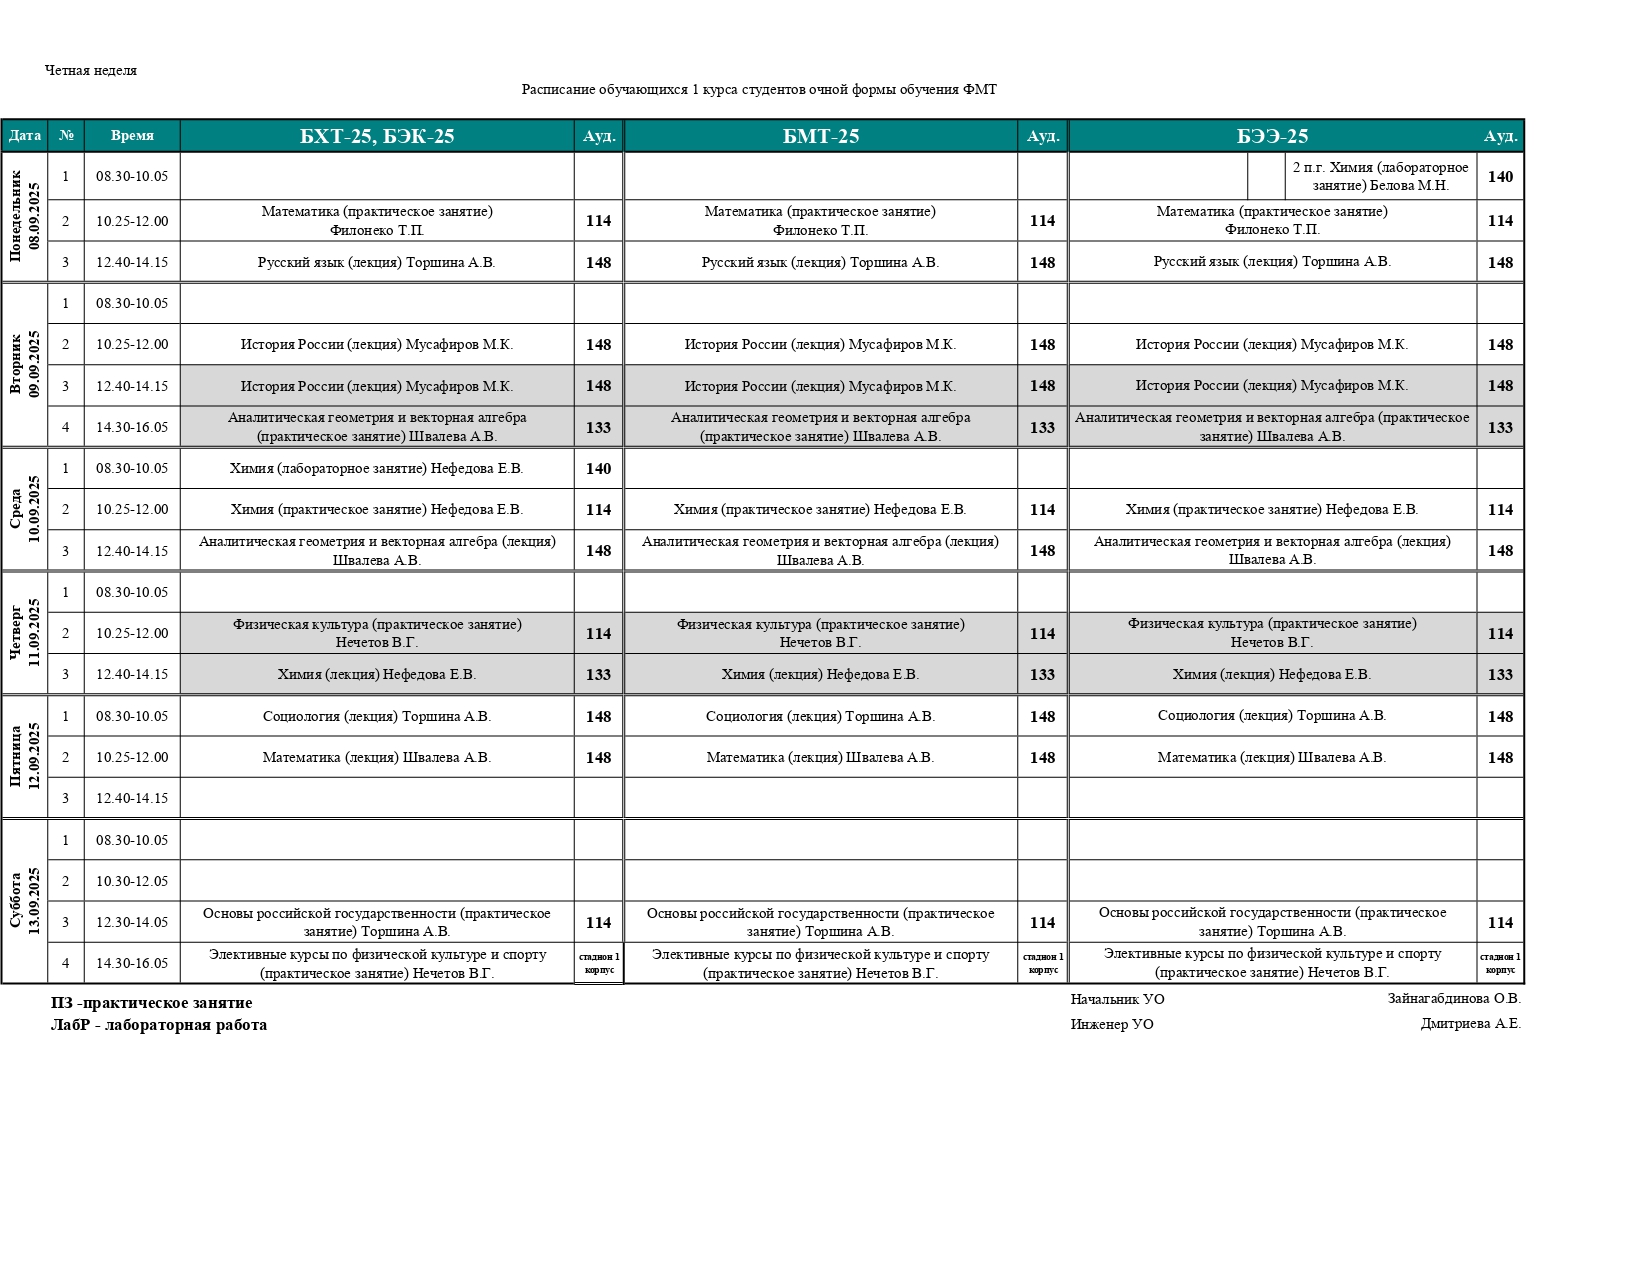 Четная неделя
Расписание обучающихся 1 курса студентов очной формы обучения ФМТ
Дата № Время БХТ-25, БЭК-25 Ауд. БМТ-25 Ауд. БЭЭ-25 Ауд.
Понедельник
08.09.2025
1 08.30-10.05 2 п.г. Химия (лабораторное
занятие) Белова М.Н. 140
2 10.25-12.00 Математика (практическое занятие)
Филонеко Т.П. 114 Математика (практическое занятие)
Филонеко Т.П. 114 Математика (практическое занятие)
Филонеко Т.П. 114
3 12.40-14.15 Русский язык (лекция) Торшина А.В. 148 Русский язык (лекция) Торшина А.В. 148 Русский язык (лекция) Торшина А.В. 148
Вторник
09.09.2025
1 08.30-10.05
2 10.25-12.00 История России (лекция) Мусафиров М.К. 148 История России (лекция) Мусафиров М.К. 148 История России (лекция) Мусафиров М.К. 148
3 12.40-14.15 История России (лекция) Мусафиров М.К. 148 История России (лекция) Мусафиров М.К. 148 История России (лекция) Мусафиров М.К. 148
4 14.30-16.05 Аналитическая геометрия и векторная алгебра
(практическое занятие) Швалева А.В. 133 Аналитическая геометрия и векторная алгебра
(практическое занятие) Швалева А.В. 133 Аналитическая геометрия и векторная алгебра (практическое
занятие) Швалева А.В. 133
Среда
10.09.2025
1 08.30-10.05 Химия (лабораторное занятие) Нефедова Е.В. 140
2 10.25-12.00 Химия (практическое занятие) Нефедова Е.В. 114 Химия (практическое занятие) Нефедова Е.В. 114 Химия (практическое занятие) Нефедова Е.В. 114
3 12.40-14.15 Аналитическая геометрия и векторная алгебра (лекция)
Швалева А.В. 148 Аналитическая геометрия и векторная алгебра (лекция)
Швалева А.В. 148 Аналитическая геометрия и векторная алгебра (лекция)
Швалева А.В. 148
Четверг
11.09.2025
1 08.30-10.05
2 10.25-12.00 Физическая культура (практическое занятие)
Нечетов В.Г. 114 Физическая культура (практическое занятие)
Нечетов В.Г. 114 Физическая культура (практическое занятие)
Нечетов В.Г. 114
3 12.40-14.15 Химия (лекция) Нефедова Е.В. 133 Химия (лекция) Нефедова Е.В. 133 Химия (лекция) Нефедова Е.В. 133
Пятница
12.09.2025
1 08.30-10.05 Социология (лекция) Торшина А.В. 148 Социология (лекция) Торшина А.В. 148 Социология (лекция) Торшина А.В. 148
2 10.25-12.00 Математика (лекция) Швалева А.В. 148 Математика (лекция) Швалева А.В. 148 Математика (лекция) Швалева А.В. 148
3 12.40-14.15
Суббота
13.09.2025
1 08.30-10.05
2 10.30-12.05
3 12.30-14.05 Основы российской государственности (практическое
занятие) Торшина А.В. 114 Основы российской государственности (практическое
занятие) Торшина А.В. 114 Основы российской государственности (практическое
занятие) Торшина А.В. 114
4 14.30-16.05 Элективные курсы по физической культуре и спорту
(практическое занятие) Нечетов В.Г. стадион 1
корпус Элективные курсы по физической культуре и спорту
(практическое занятие) Нечетов В.Г. стадион 1
корпус Элективные курсы по физической культуре и спорту
(практическое занятие) Нечетов В.Г. стадион 1
корпус
ПЗ -практическое занятие Начальник УО Зайнагабдинова О.В.
ЛабР - лабораторная работа Инженер УО Дмитриева А.Е.